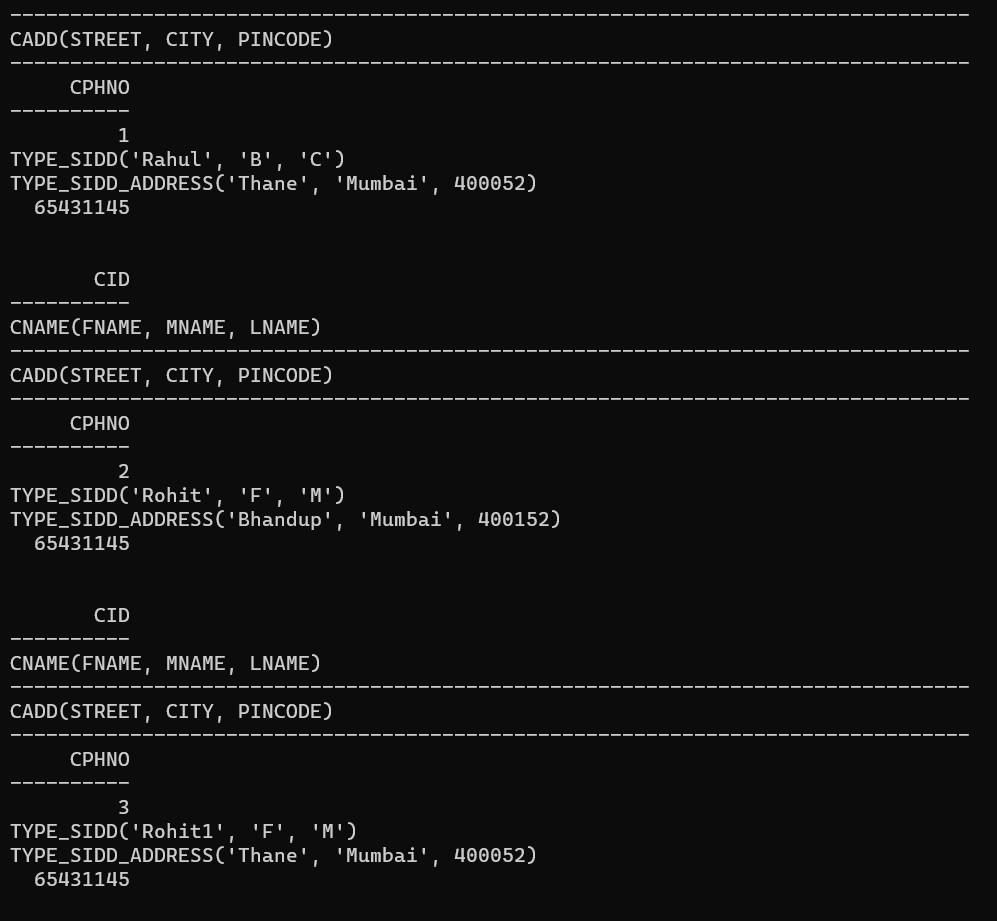 --------------------------------------------------------------------------------
CADD(STREET, CITY, PINCODE)
--------------------------------------------------------------------------------
     CPHNO
----------
         1
TYPE_SIDD('Rahul', 'B', 'C')
TYPE_SIDD_ADDRESS('Thane', 'Mumbai', 400052)
  65431145

       CID
----------
CNAME(FNAME, MNAME, LNAME)
--------------------------------------------------------------------------------
CADD(STREET, CITY, PINCODE)
--------------------------------------------------------------------------------
     CPHNO
----------
         2
TYPE_SIDD('Rohit', 'F', 'M')
TYPE_SIDD_ADDRESS('Bhandup', 'Mumbai', 400152)
  65431145

       CID
----------
CNAME(FNAME, MNAME, LNAME)
--------------------------------------------------------------------------------
CADD(STREET, CITY, PINCODE)
--------------------------------------------------------------------------------
     CPHNO
----------
         3
TYPE_SIDD('Rohit1', 'F', 'M')
TYPE_SIDD_ADDRESS('Thane', 'Mumbai', 400052)
  65431145